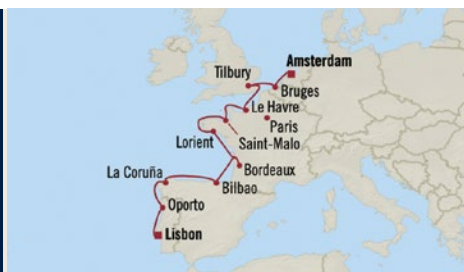 Amsterdam
Tilbury
Bruges
Le Havre
Paris
Lorient
Saint-Malo
La Coruña
Bordeaux
Bilbao
Oporto
Lisbon